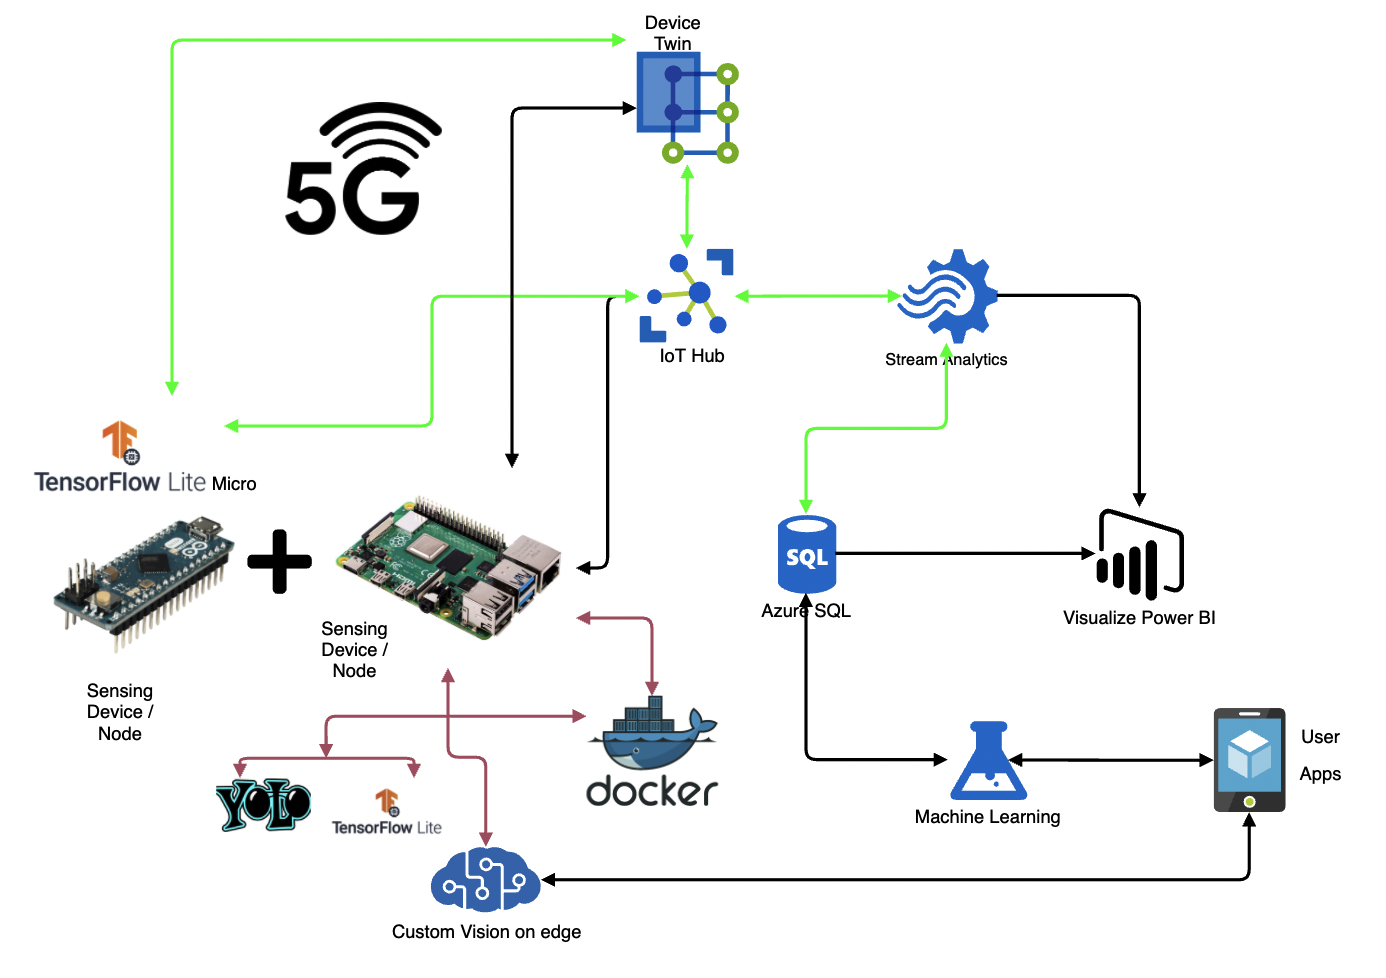 Device
Twin
5G
IoT Hub
Stream Analytics
TensorFlow Lite Micro
SQL
Azure SQL
Visualize Power BI
Sensing
Device /
Node
Sensing
Device /
Node
docker
YOLO
TensorFlow Lite
Machine Learning
User
Apps
Custom Vision on edge